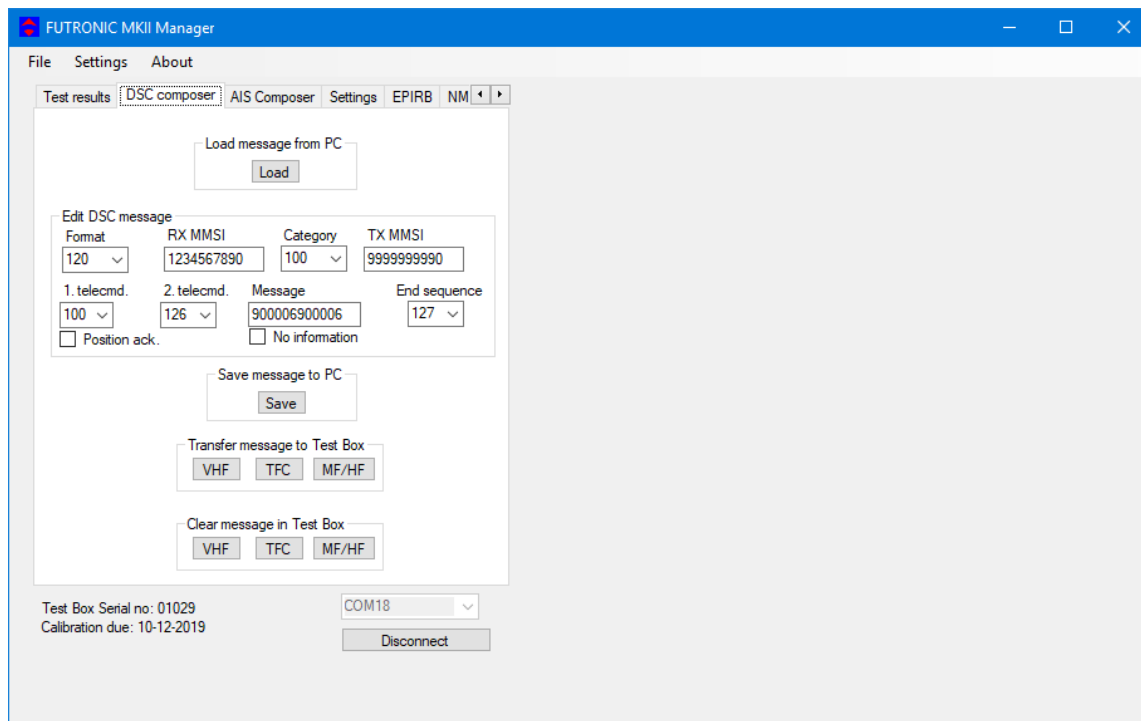 FUTRONIC MKII Manager
File Settings About
Test results DSC composer AIS Composer Settings EPIRB NM
Load message from PC
Load
Edit DSC message
Format RX MMSI Category TX MMSI
120 1234567890 100 9999999990
1. telecmd. 2. telecmd. Message End sequence
100 126 900006900006 127
Position ack. No information
Save message to PC
Save
Transfer message to Test Box
VHF TFC MF/HF
Clear message in Test Box
VHF TFC MF/HF
Test Box Serial no: 01029 COM18
Calibration due: 10-12-2019
Disconnect